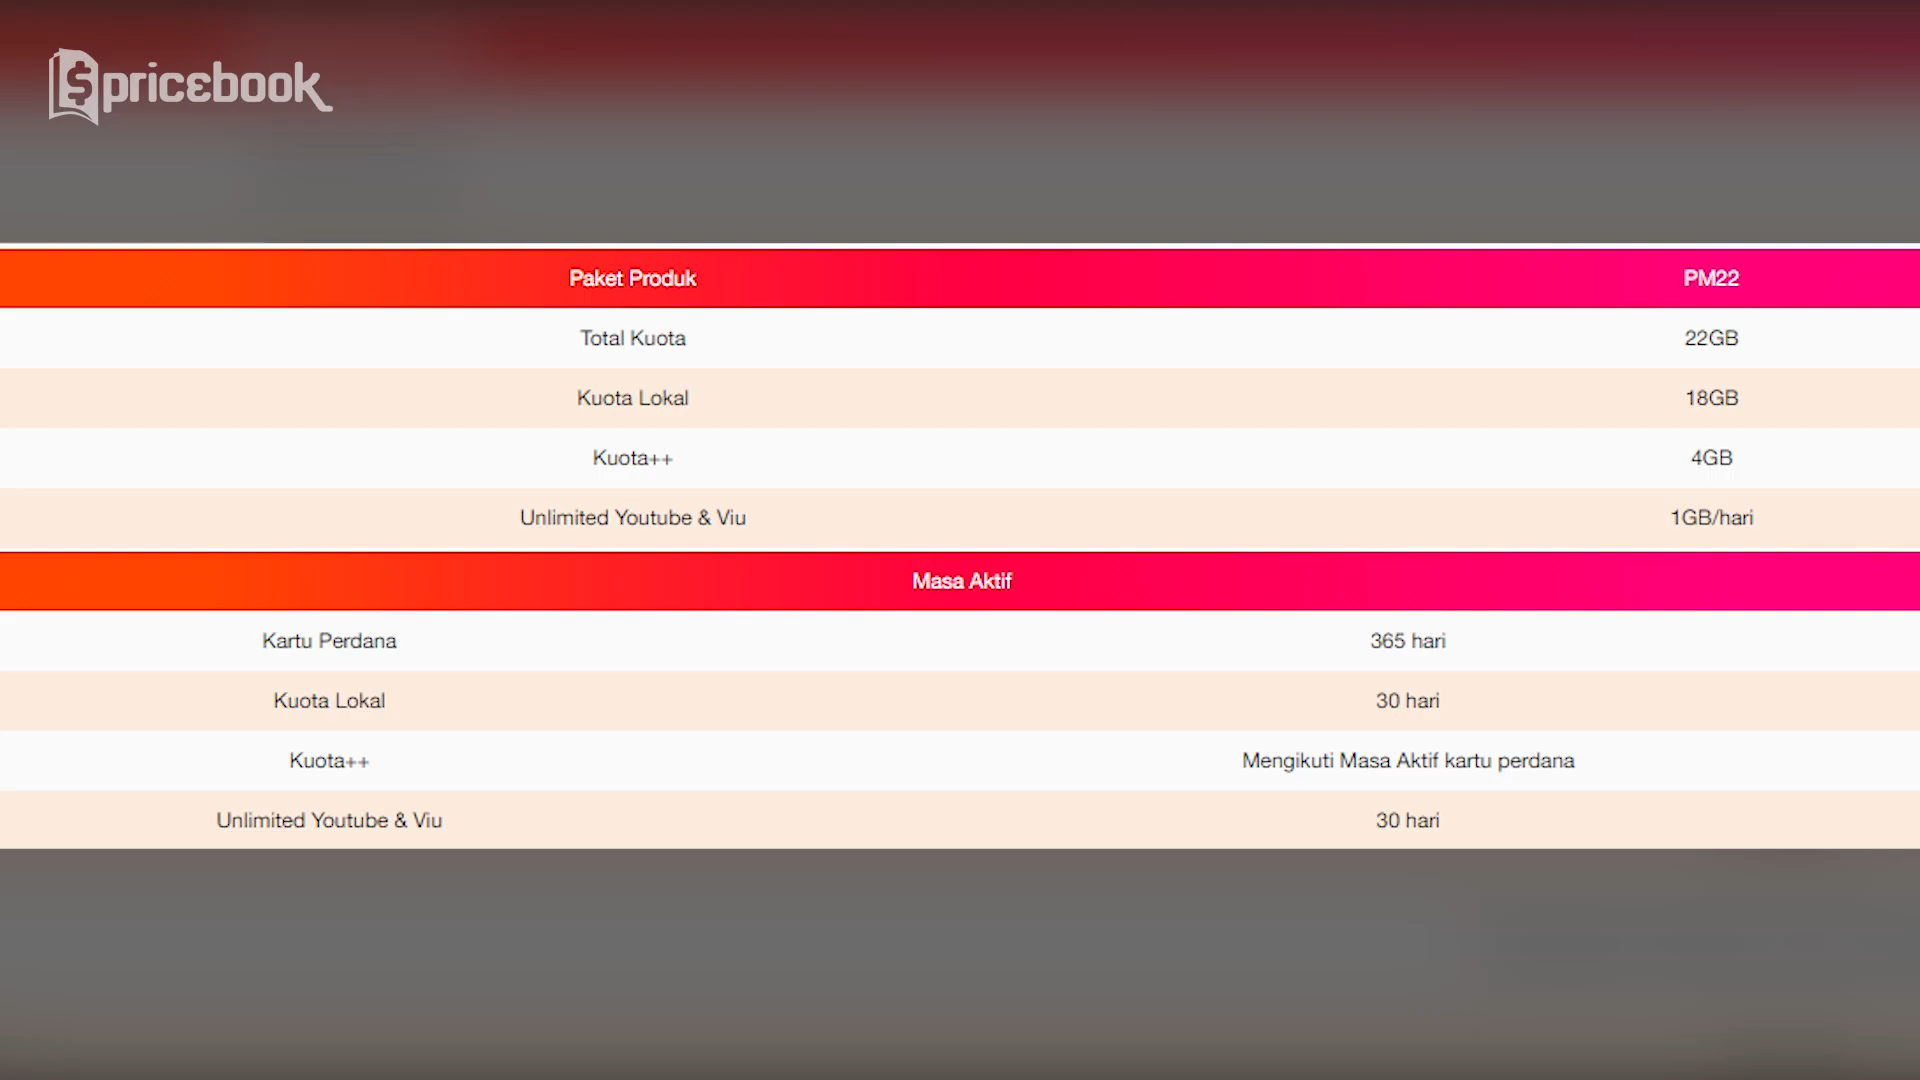 pricebook
Paket Produk PM22
Total Kuota 22GB
Kuota Lokal 18GB
Kuota++ 4GB
Unlimited Youtube & Viu 1GB/hari
Masa Aktif
Kartu Perdana 365 hari
Kuota Lokal 30 hari
Kuota++ Mengikuti Masa Aktif kartu perdana
Unlimited Youtube & Viu 30 hari